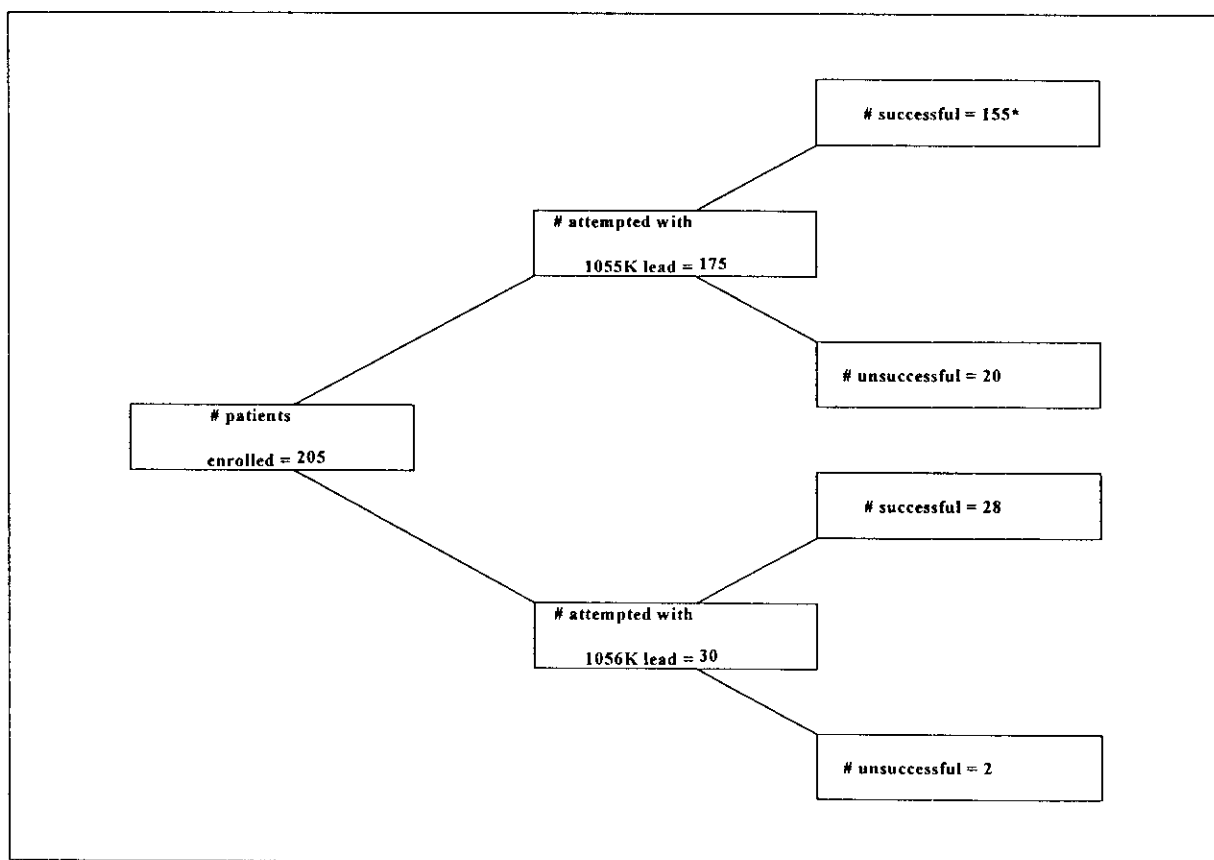 # successful = 155*
# attempted with
1055K lead = 175
# unsuccessful = 20
# patients
enrolled = 205
# successful = 28
# attempted with
1056K lead = 30
# unsuccessful = 2